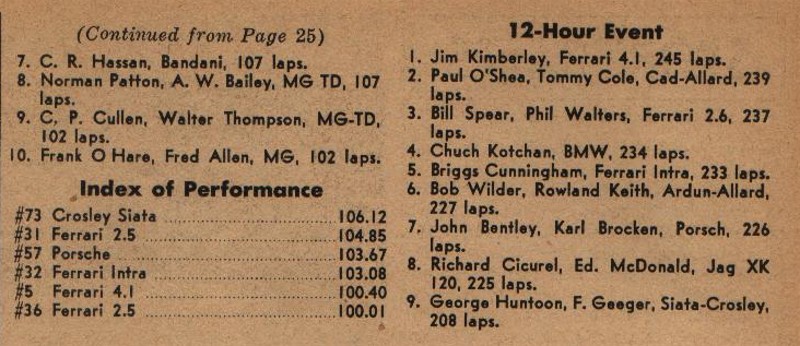 (Continued from Page 25)
7. C. R. Hassan, Bandani, 107 laps.
8. Norman Patton, A. W. Bailey, MG TD, 107
laps.
9. C. P. Cullen, Walter Thompson, MG-TD,
102 laps.
10. Frank O Hare, Fred Allen, MG, 102 laps.
Index of Performance
#73 Crosley Siata ........................ 106.12
#31 Ferrari 2.5 ........................ 104.85
#57 Porsche ........................ 103.67
#32 Ferrari Intra ........................ 103.08
#5 Ferrari 4.1 ........................ 100.40
#36 Ferrari 2.5 ........................ 100.01
12-Hour Event
1. Jim Kimberley, Ferrari 4.1, 245 laps.
2. Paul O'Shea, Tommy Cole, Cad-Allard, 239
laps.
3. Bill Spear, Phil Walters, Ferrari 2.6, 237
laps.
4. Chuck Kotchan, BMW, 234 laps.
5. Briggs Cunningham, Ferrari Intra, 233 laps.
6. Bob Wilder, Rowland Keith, Ardun-Allard,
227 laps.
7. John Bentley, Karl Brocken, Porsch, 226
laps.
8. Richard Cicurel, Ed. McDonald, Jag XK
120, 225 laps.
9. George Huntoon, F. Geeger, Siata-Crosley,
208 laps.